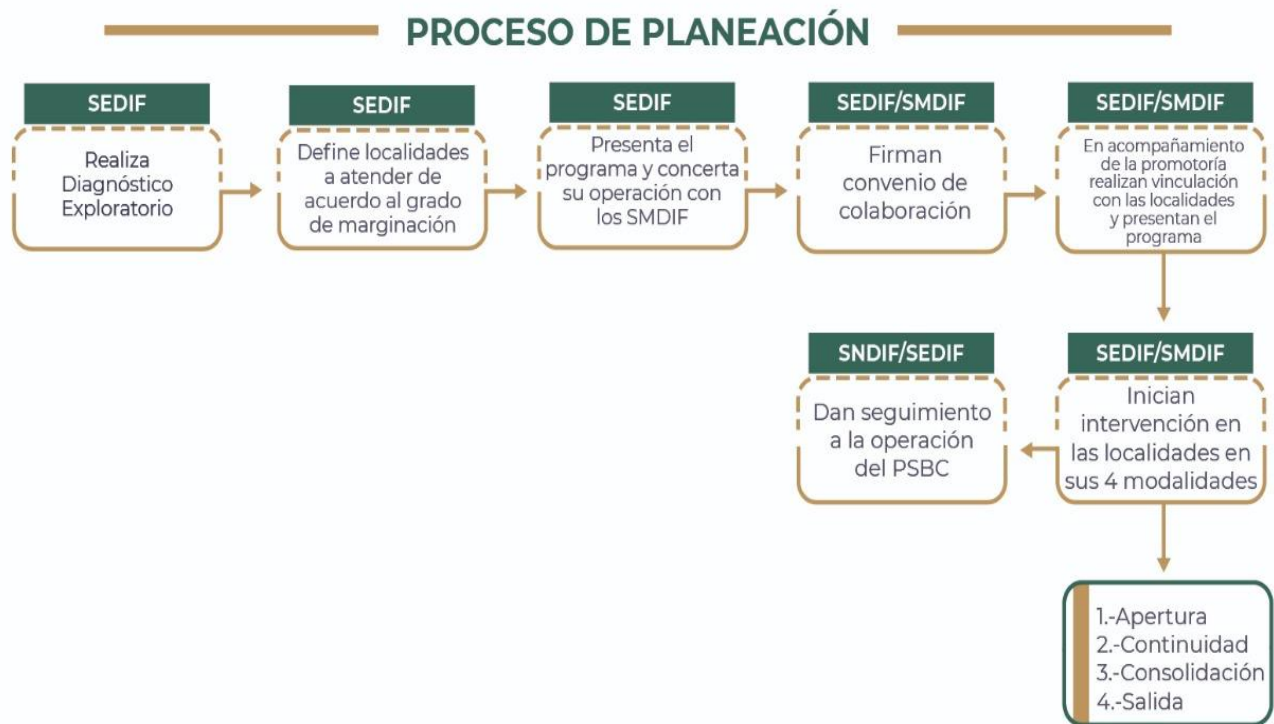 PROCESO DE PLANEACIÓN
SEDIF
Realiza
Diagnóstico
Exploratorio
SEDIF
Define localidades
a atender de
acuerdo al grado
de marginación
SEDIF
Presenta el
programa y concerta
su operación con
los SMDIF
SEDIF/SMDIF
Firman
convenio de
colaboración
SEDIF/SMDIF
En acompañamiento
de la promotoría
realizan vinculación
con las localidades
y presentan el
programa
SEDIF/SMDIF
Inician
intervención en
las localidades en
sus 4 modalidades
SNDIF/SEDIF
Dan seguimiento
a la operación
del PSBC
1.-Apertura
2.-Continuidad
3.-Consolidación
4.-Salida